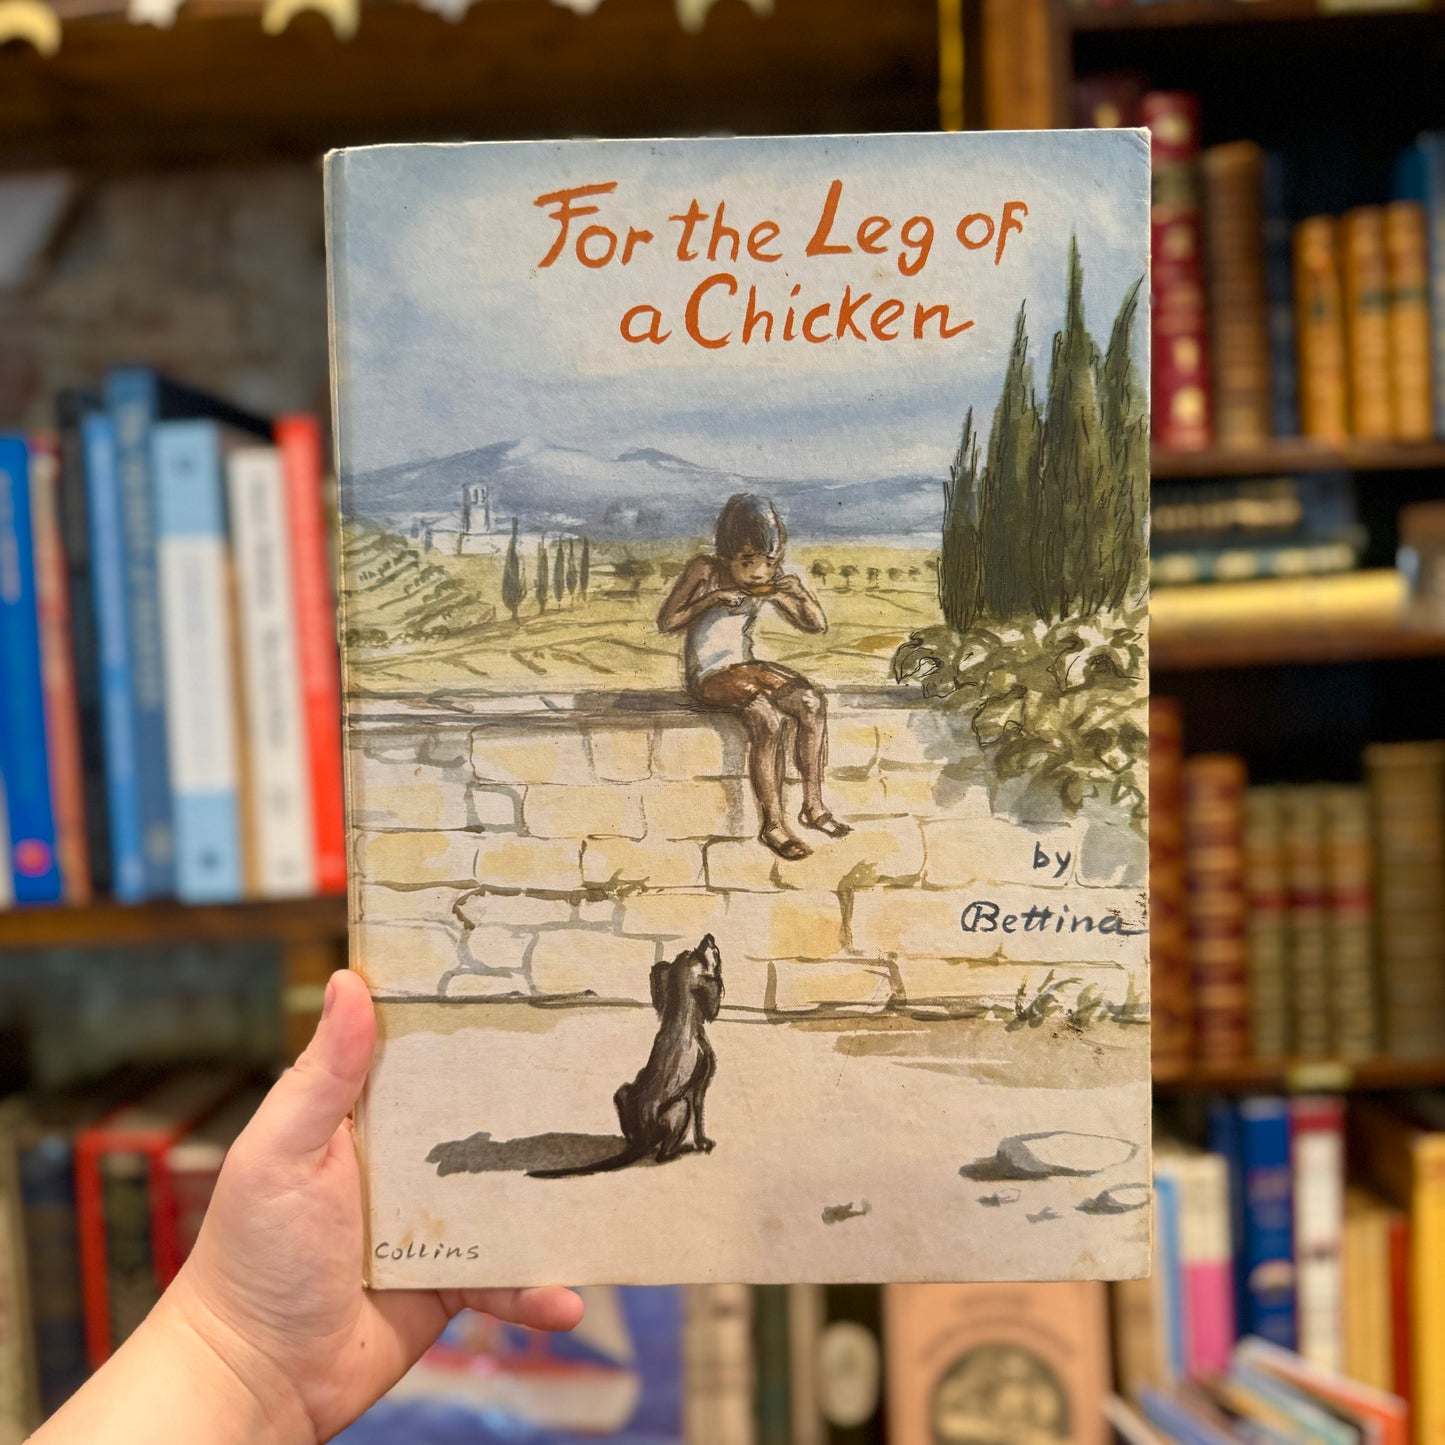 For the Leg of
a Chicken
by
Bettina
Collins